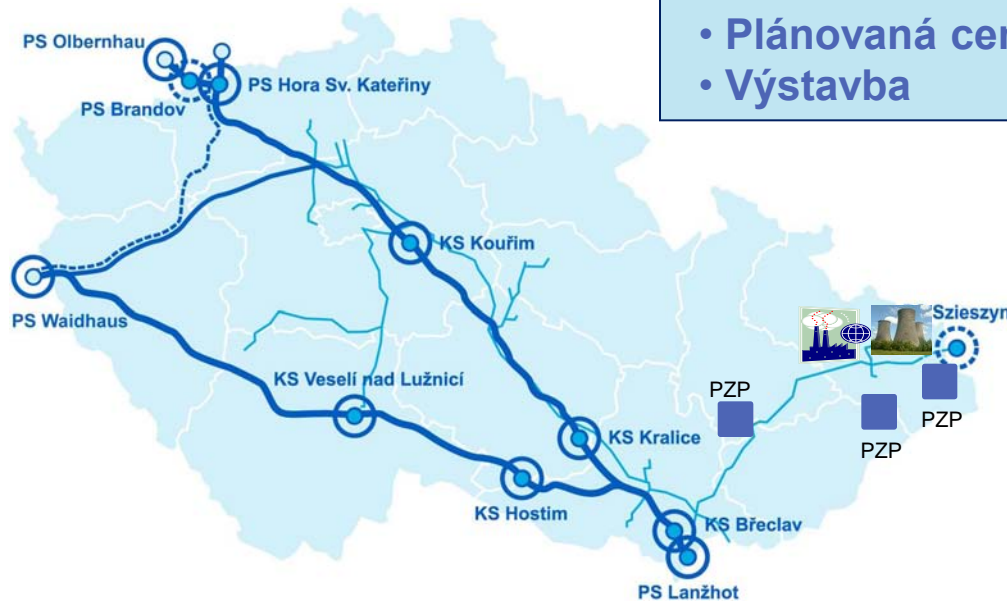 • Plánovaná
• Výstavba
PS Olbernhau
PS Hora Sv. Kateřiny
PS Brandov
KS Kouřim
PS Waidhaus
Szieszyn
KS Veselí nad Lužnicí
PZP
PZP
PZP
KS Kralice
KS Hostim
KS Břeclav
PS Lanžhot